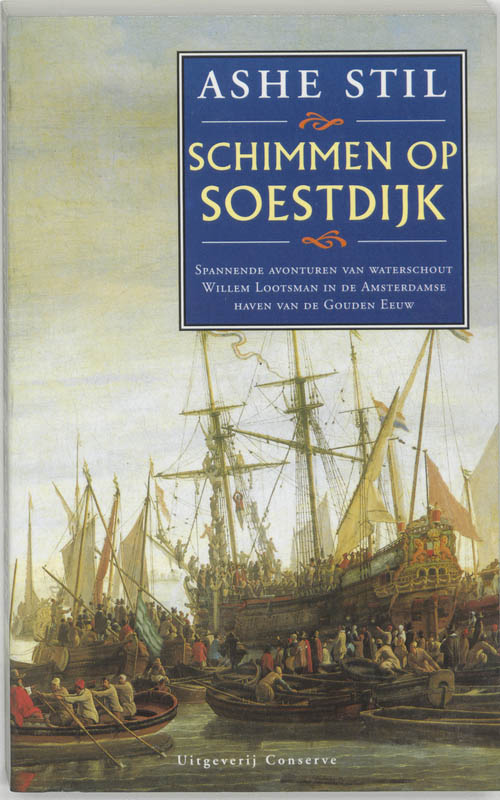 ASHE STIL
SCHIMMEN OP
SOESTDIJK
SPANNENDE AVONTUREN VAN WATERSCHOUT
WILLEM LOOTSMAN IN DE AMSTERDAMSE
HAVEN VAN DE GOUDEN EEUW
Uitgeverij Conserve